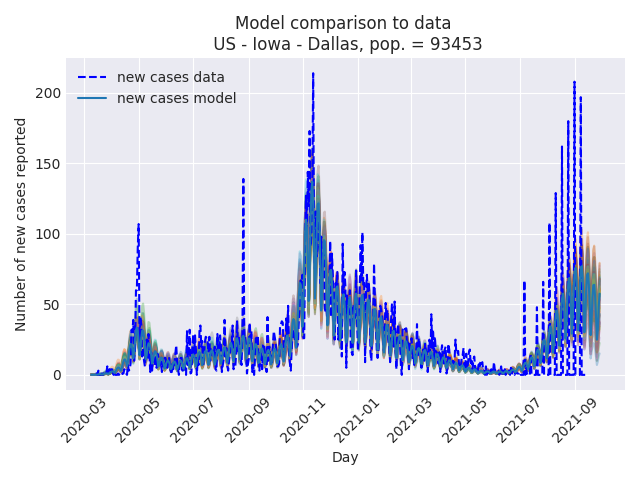 Model comparison to data
US - Iowa - Dallas, pop. = 93453
new cases data
new cases model
Number of new cases reported
200
150
100
50
0
2020-03
2020-05
2020-07
2020-09
2020-11
2021-01
2021-03
2021-05
2021-07
2021-09
Day